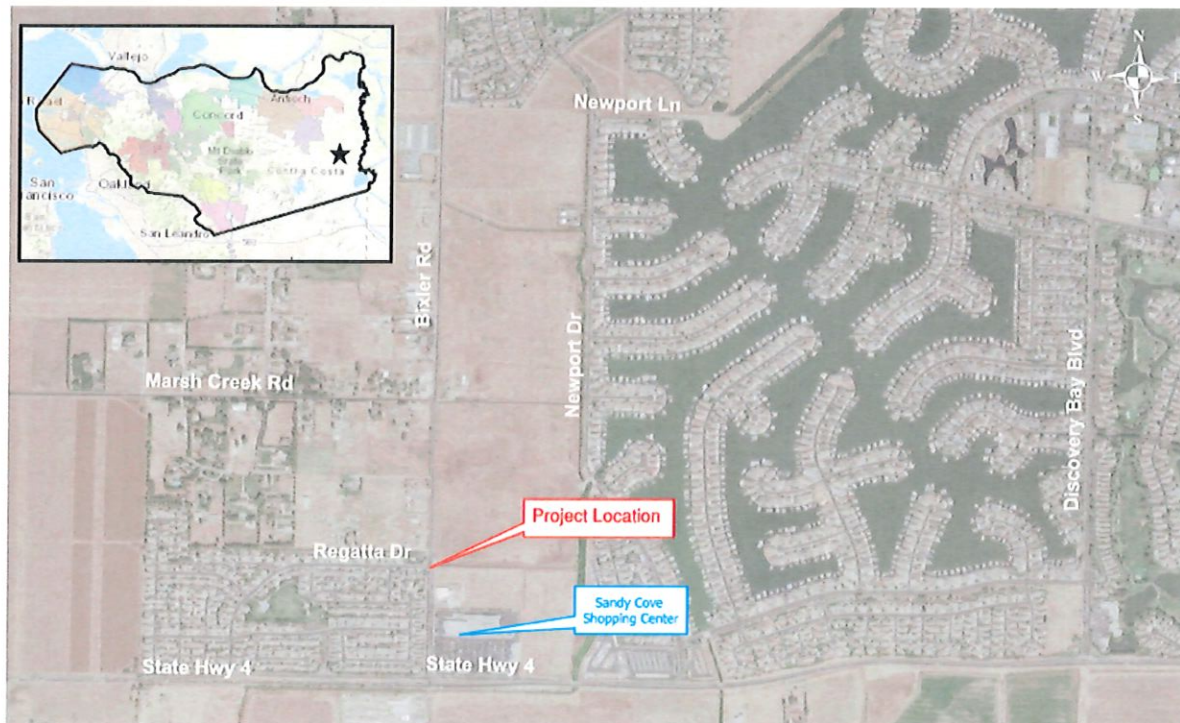 Vallejo
Road
Antioch
Concord
Mt Diablo
State
Park
Contra Costa
San
Francisco
Oakland
San Leandro
580
N
W
E
S
Newport Ln
Bixler Rd
Newport Dr
Marsh Creek Rd
Discovery Bay Blvd
Project Location
Regatta Dr
Sandy Cove
Shopping Center
State Hwy 4
State Hwy 4